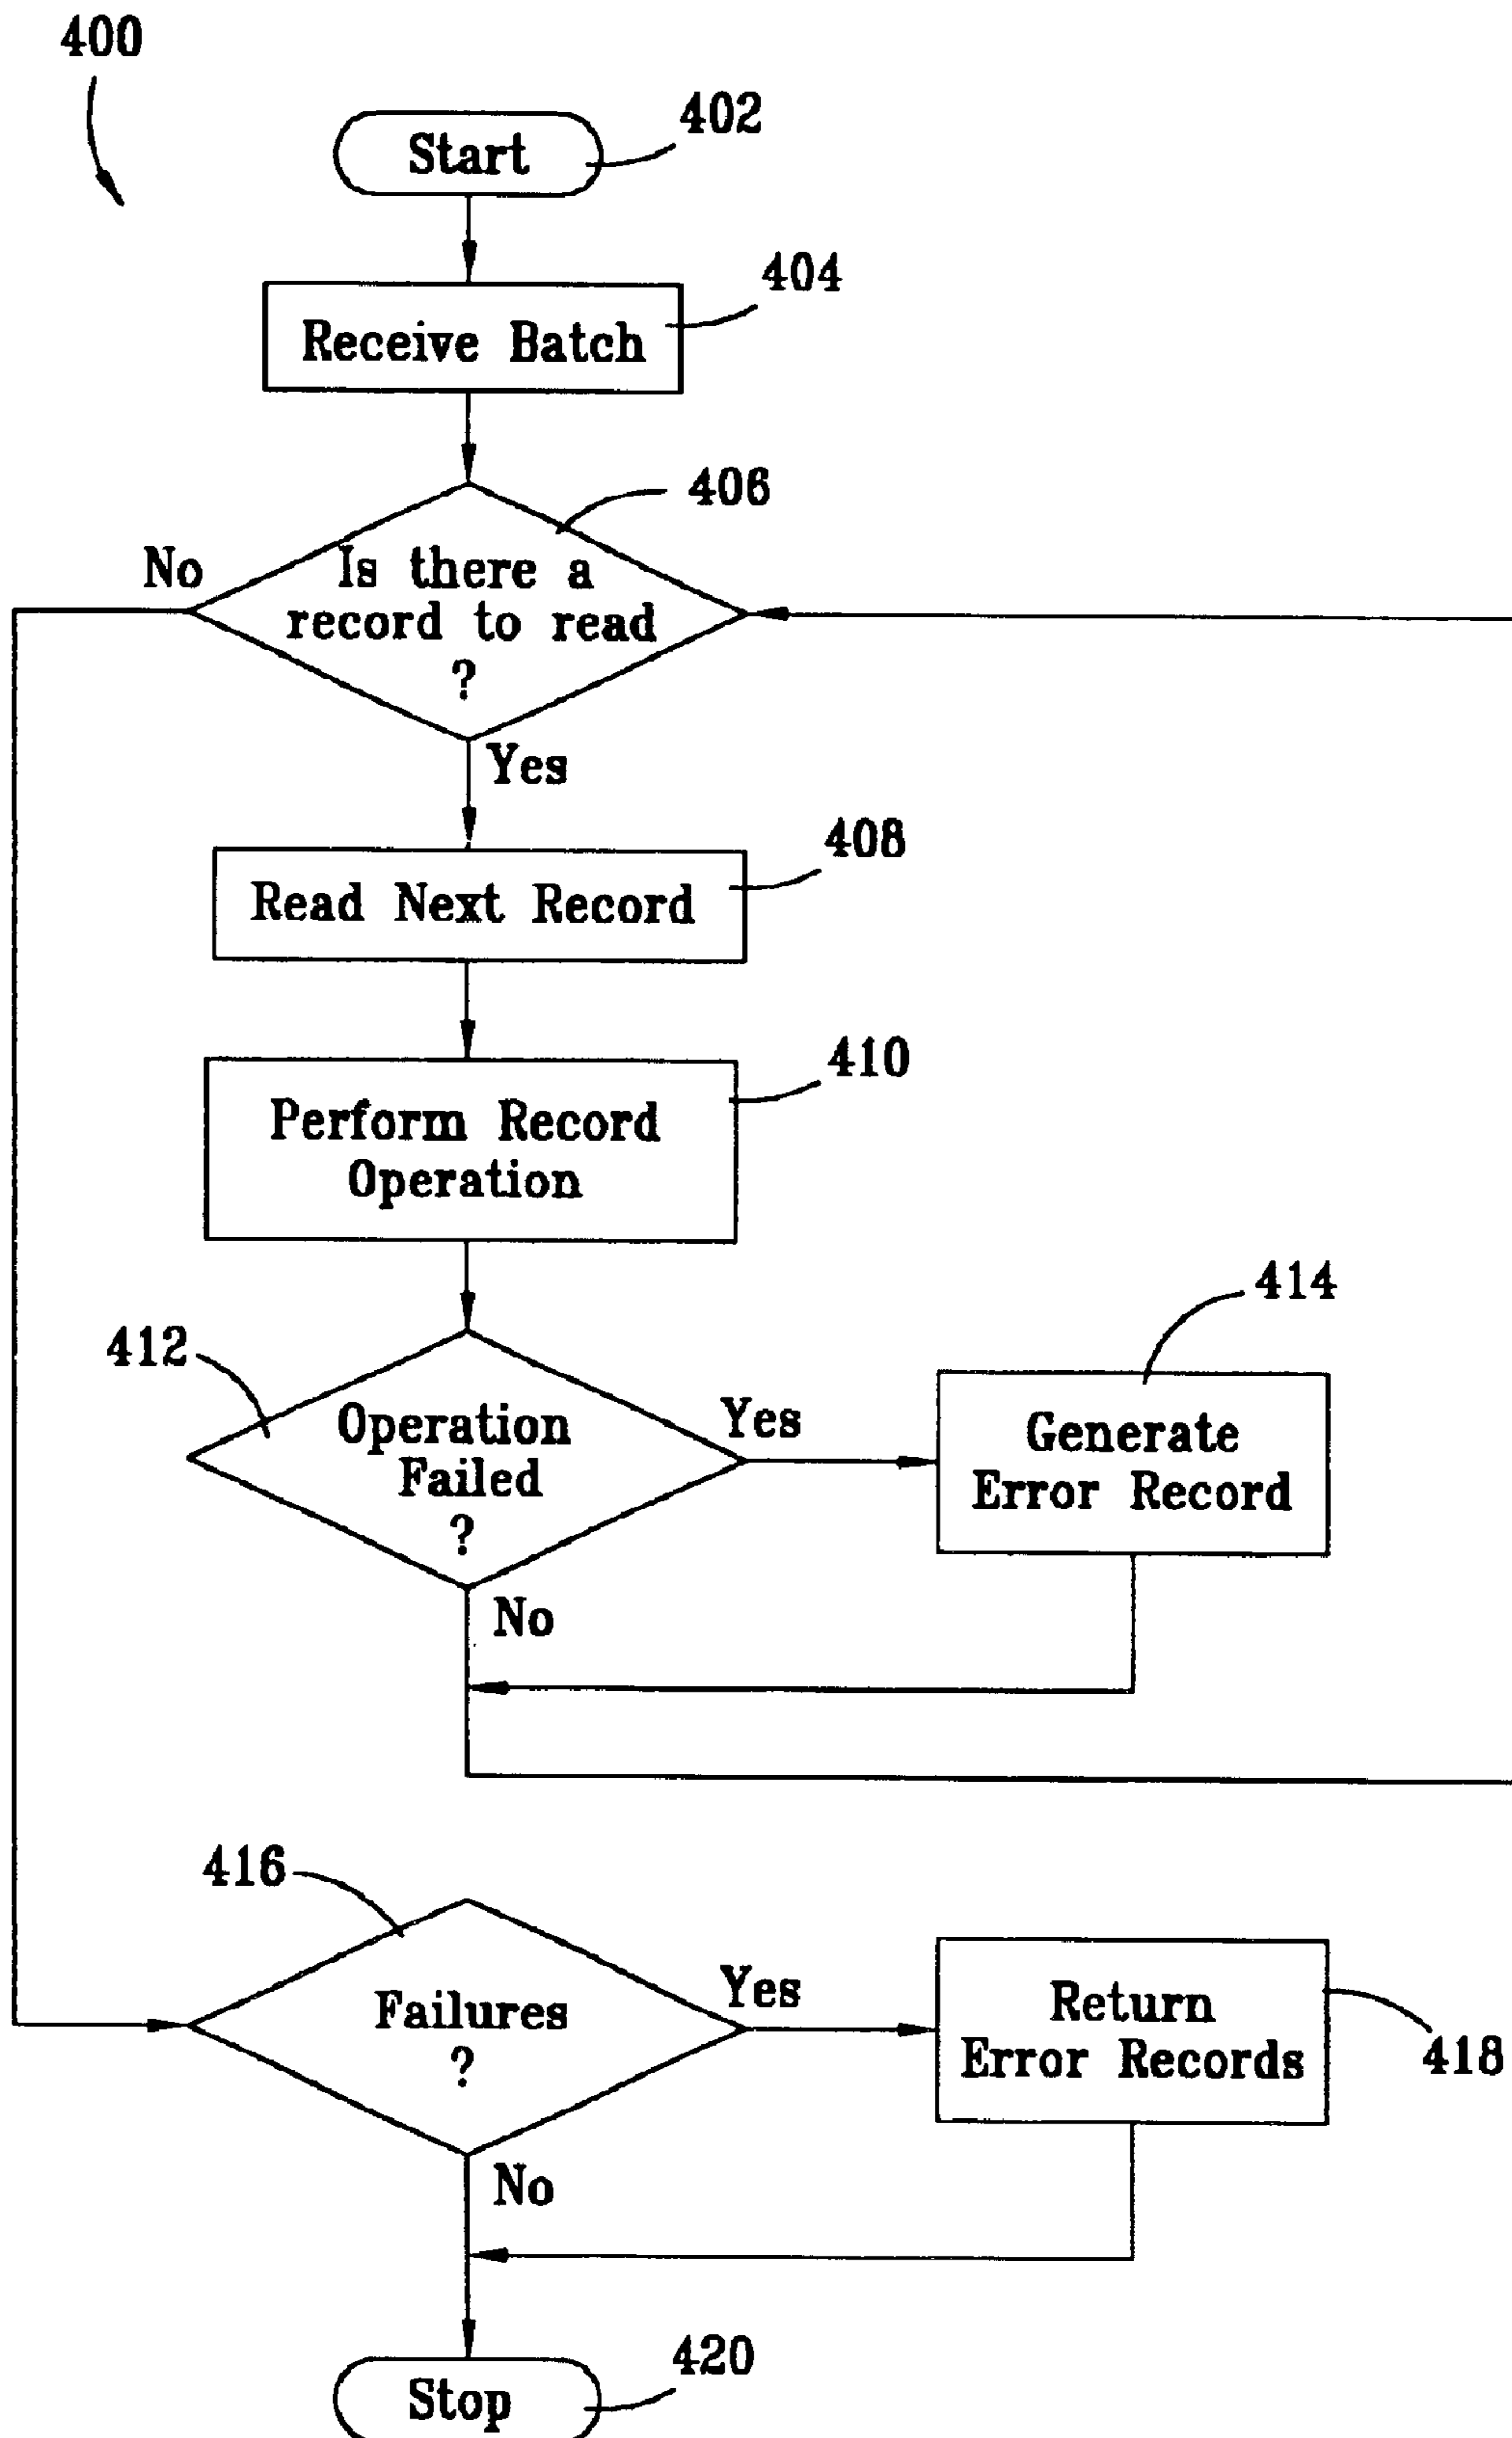 400
402
Start
404
Receive Batch
406
No
Is there a
record to read
?
Yes
408
Read Next Record
410
Perform Record
Operation
414
412
Operation
Failed
?
Yes
Generate
Error Record
No
416
Failures
?
Yes
Return
Error Records
418
No
420
Stop